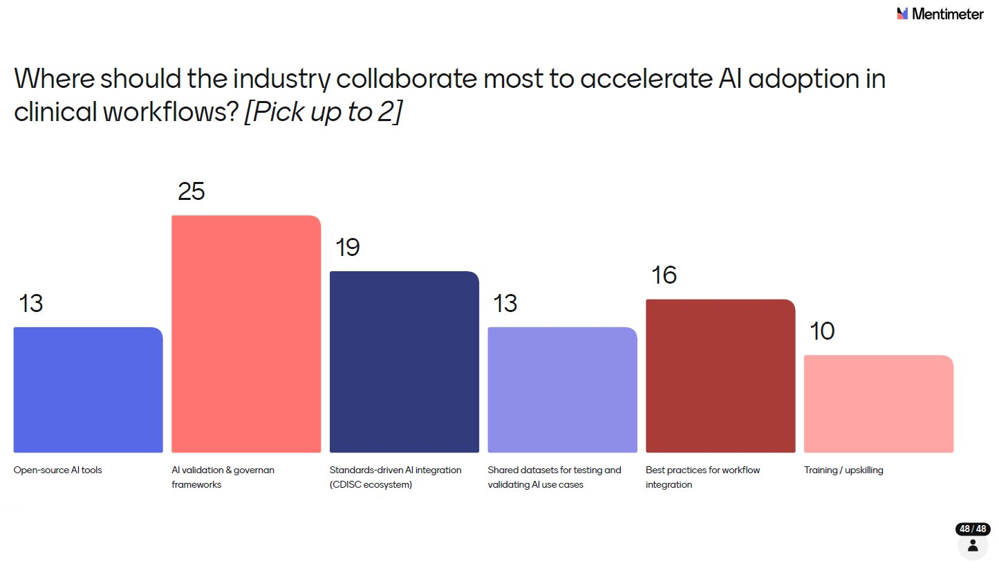 Mentimeter
Where should the industry collaborate most to accelerate AI adoption in
clinical workflows? [Pick up to 2]
25
19
16
13
13
10
Open-source AI tools
AI validation & governan
frameworks
Standards-driven AI integration
(CDISC ecosystem)
Shared datasets for testing and
validating AI use cases
Best practices for workflow
integration
Training / upskilling
48 / 48